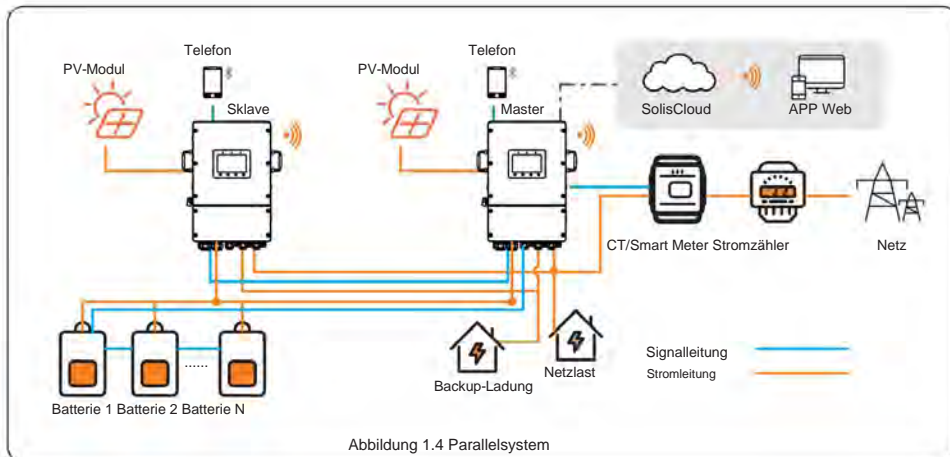 Telefon
Telefon
PV-Modul
PV-Modul
Sklave
Master
SolisCloud
APP Web
CT/Smart Meter Stromzähler
Netz
Signalleitung
Stromleitung
Backup-Ladung
Netzlast
......
Batterie 1 Batterie 2 Batterie N
Abbildung 1.4 Parallelsystem